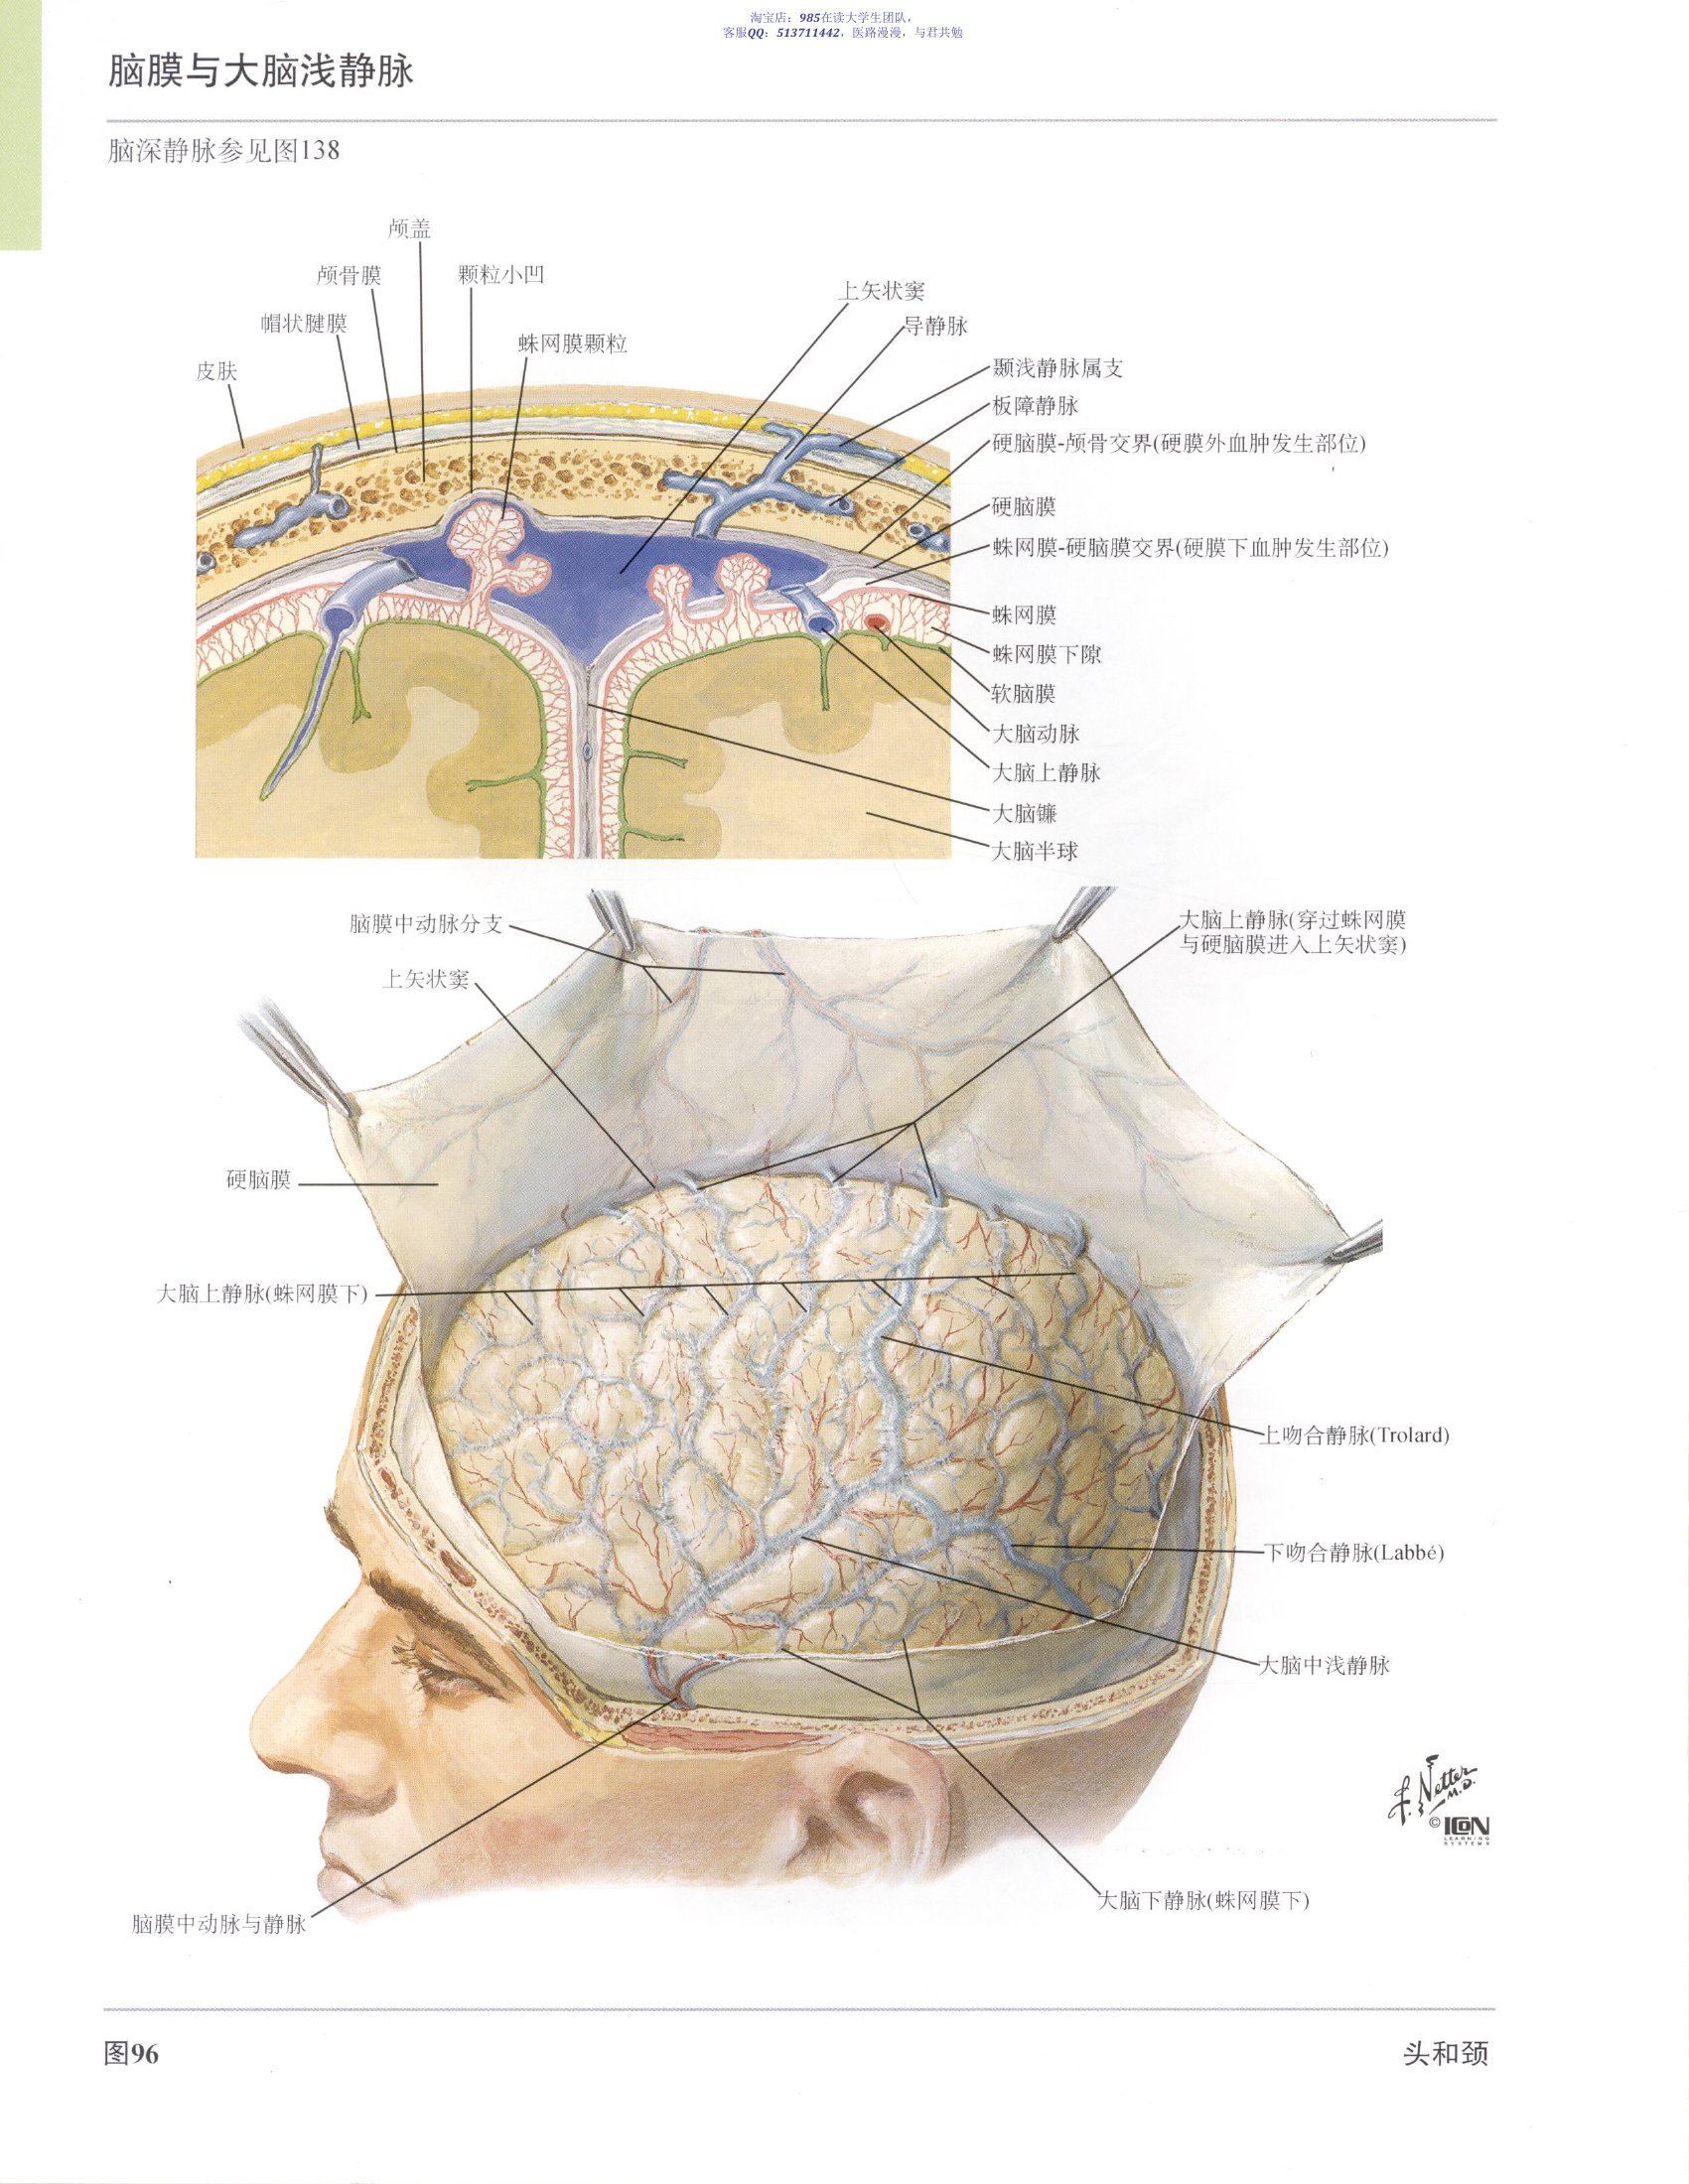 淘宝店：985在读大学生团队，
客服QQ：513711442，医路漫漫，与君共勉
脑膜与大脑浅静脉
脑深静脉参见图138
颅盖
颅骨膜
颗粒小凹
帽状腱膜
蛛网膜颗粒
皮肤
上矢状窦
导静脉
颞浅静脉属支
板障静脉
硬脑膜-颅骨交界(硬膜外血肿发生部位)
硬脑膜
蛛网膜-硬脑膜交界(硬膜下血肿发生部位)
蛛网膜
蛛网膜下隙
软脑膜
大脑动脉
大脑上静脉
大脑镰
大脑半球
脑膜中动脉分支
上矢状窦
大脑上静脉(穿过蛛网膜
与硬脑膜进入上矢状窦)
硬脑膜
大脑上静脉(蛛网膜下)
上吻合静脉(Trolard)
下吻合静脉(Labbé)
大脑中浅静脉
大脑下静脉(蛛网膜下)
脑膜中动脉与静脉
F. Netter
M.D.
© ICON
LEARNING
SYSTEMS
图96
头和颈